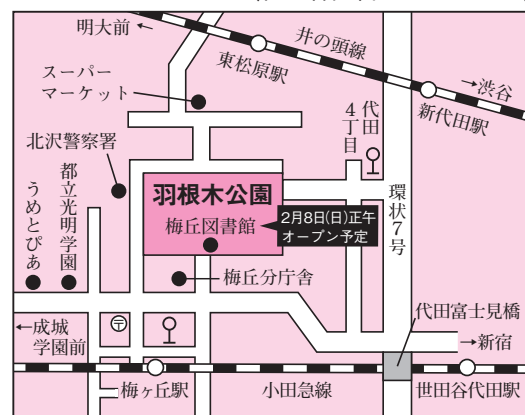 明大前←
井の頭線
東松原駅
→渋谷
新代田駅
スーパー
マーケット
代田
4丁目
北沢警察署
都立光明学園
うめとぴあ
羽根木公園
梅丘図書館
2月8日(日)正午
オープン予定
環状7号
梅丘分庁舎
代田富士見橋
←成城
学園前
〒
→新宿
梅ヶ丘駅
小田急線
世田谷代田駅